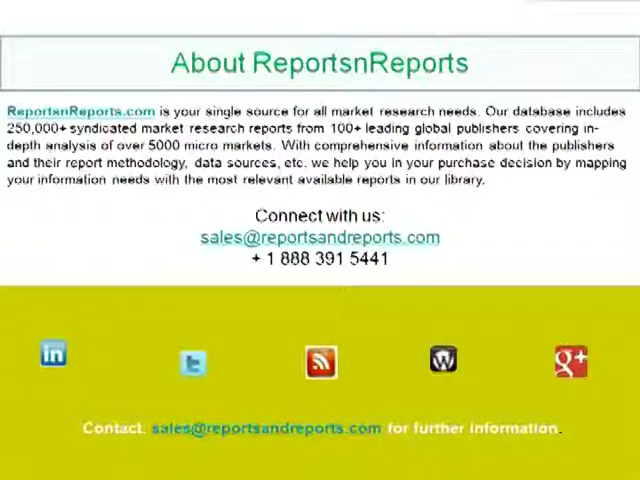 About ReportsnReports
ReportsnReports.com is your single source for all market research needs. Our database includes
250,000+ syndicated market research reports from 100+ leading global publishers covering in-
depth analysis of over 5000 micro markets. With comprehensive information about the publishers
and their report methodology, data sources, etc. we help you in your purchase decision by mapping
your information needs with the most relevant available reports in our library.
Connect with us:
sales@reportsandreports.com
+ 1 888 391 5441
in t W g+
Contact. sales@reportsandreports.com for further information.